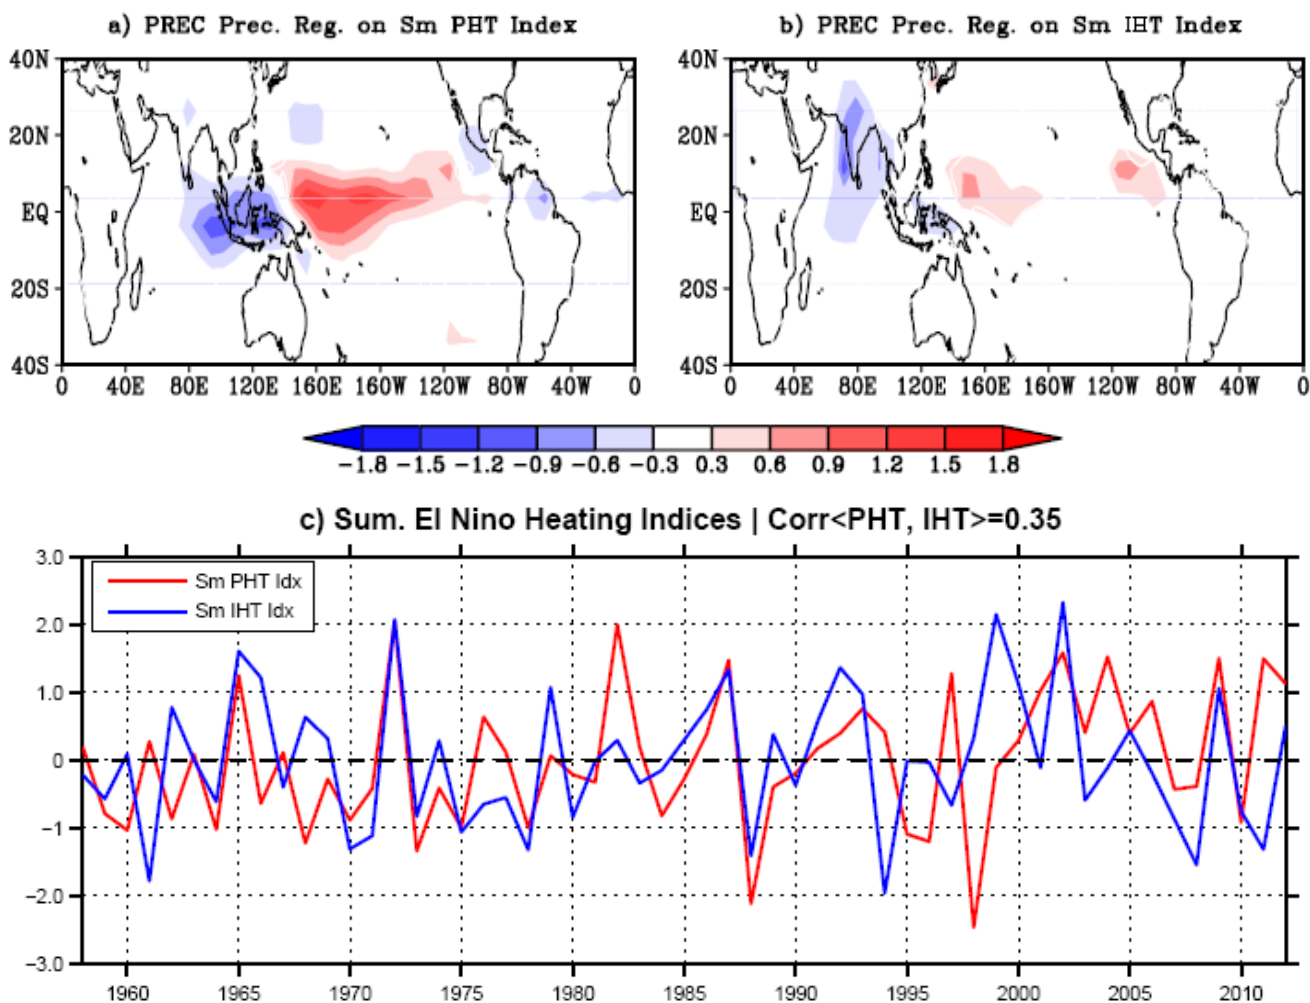 a) PREC Prec. Reg. on Sm PHT Index
b) PREC Prec. Reg. on Sm IHT Index
40N
20N
EQ
20S
40S
0 40E 80E 120E 160E 160W 120W 80W 40W 0
40N
20N
EQ
20S
40S
0 40E 80E 120E 160E 160W 120W 80W 40W 0
-1.8 -1.5 -1.2 -0.9 -0.6 -0.3 0.3 0.6 0.9 1.2 1.5 1.8
c) Sum. El Nino Heating Indices | Corr<PHT, IHT>=0.35
3.0
2.0
1.0
0
-1
-2.0
-3.0
Sm PHT Idx
Sm IHT Idx
1960 1965 1970 1975 1980 1985 1990 1995 2000 2005 2010